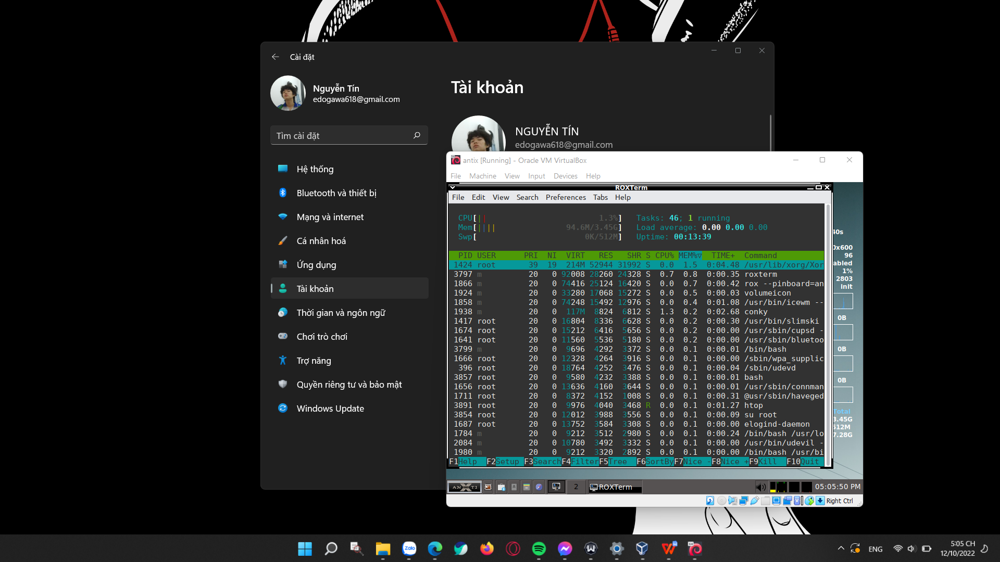 Cài đặt
Nguyễn Tín
edogawa618@gmail.com
Tìm cài đặt
Hệ thống
Bluetooth và thiết bị
Mạng và internet
Cá nhân hoá
Ứng dụng
Tài khoản
Thời gian và ngôn ngữ
Chơi trò chơi
Trợ năng
Quyền riêng tư và bảo mật
Windows Update
Tài khoản
NGUYỄN TÍN
edogawa618@gmail.com
antix [Running] - Oracle VM VirtualBox
File Machine View Input Devices Help
ROXTerm
File Edit View Search Preferences Tabs Help
CPU[|| 1.3%] Tasks: 46; 1 running
Mem[|||| 94.6M/3.45G] Load average: 0.00 0.00 0.00
Swp[ 0K/512M] Uptime: 00:13:39
PID USER PRI NI VIRT RES SHR S CPU% MEM%▽ TIME+ Command
1424 root 39 19 214M 52944 31992 S 0.0 1.5 0:04.48 /usr/lib/xorg/Xor
3797 m 20 0 92008 28260 24328 S 0.7 0.8 0:00.35 roxterm
1866 m 20 0 74416 25124 16420 S 0.0 0.7 0:00.42 rox --pinboard=an
1924 m 20 0 33280 17068 15272 S 0.0 0.5 0:00.03 volumeicon
1858 m 20 0 74248 15492 12976 S 0.0 0.4 0:01.08 /usr/bin/icewm --
1938 m 20 0 117M 8824 6812 S 1.3 0.2 0:02.68 conky
1417 root 20 0 16804 8336 6628 S 0.0 0.2 0:00.30 /usr/bin/slimski
1674 root 20 0 15212 6416 5656 S 0.0 0.2 0:00.00 /usr/sbin/cupsd -
1641 root 20 0 11560 5536 5180 S 0.0 0.2 0:00.00 /usr/sbin/bluetoo
3799 m 20 0 9696 4292 3372 S 0.0 0.1 0:00.01 /bin/bash
1666 root 20 0 12328 4264 3916 S 0.0 0.1 0:00.00 /sbin/wpa_supplic
396 root 20 0 18764 4252 3476 S 0.0 0.1 0:00.04 /sbin/udevd
3857 root 20 0 9580 4232 3388 S 0.0 0.1 0:00.01 bash
1656 root 20 0 13636 4160 3644 S 0.0 0.1 0:00.01 /usr/sbin/connman
1711 root 20 0 8372 4152 1008 S 0.0 0.1 0:00.31 @usr/sbin/haveged
3891 root 20 0 9976 4040 3468 R 0.0 0.1 0:01.27 htop
3854 root 20 0 12012 3988 3556 S 0.0 0.1 0:00.09 su root
1687 root 20 0 13752 3584 3308 S 0.0 0.1 0:00.00 elogind-daemon
1784 m 20 0 9212 3512 2980 S 0.0 0.1 0:00.24 /bin/bash /usr/lo
2084 m 20 0 10780 3492 3332 S 0.0 0.1 0:00.00 /usr/bin/udevil -
1980 m 20 0 9212 3320 2892 S 0.0 0.1 0:00.00 /bin/bash /usr/bi
F1Help F2Setup F3SearchF4FilterF5Tree F6SortByF7Nice -F8Nice +F9Kill F10Quit
40s
0x600
96
abled
1%
2803
init
0B
0B
0B
Total
3.45G
512M
7.28G
ANTI 2 ROXTerm 05:05:50 PM
Right Ctrl
Zalo
ENG
5:05 CH
12/10/2022